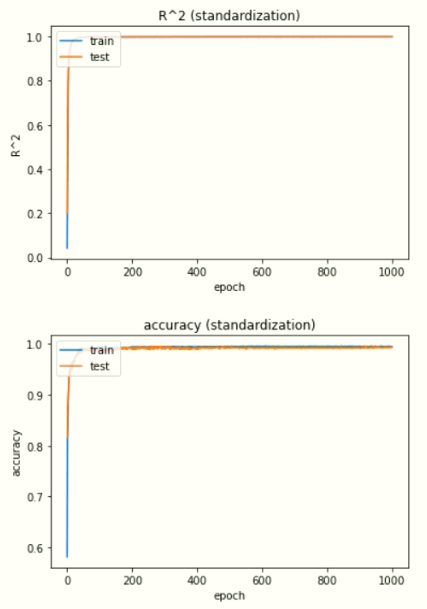 R^2 (standardization)
1.0
train
test
0.8
0.6
R^2
0.4
0.2
0.0
0
200
400
600
800
1000
epoch
accuracy (standardization)
1.0
train
test
0.9
0.8
accuracy
0.7
0.6
0
200
400
600
800
1000
epoch